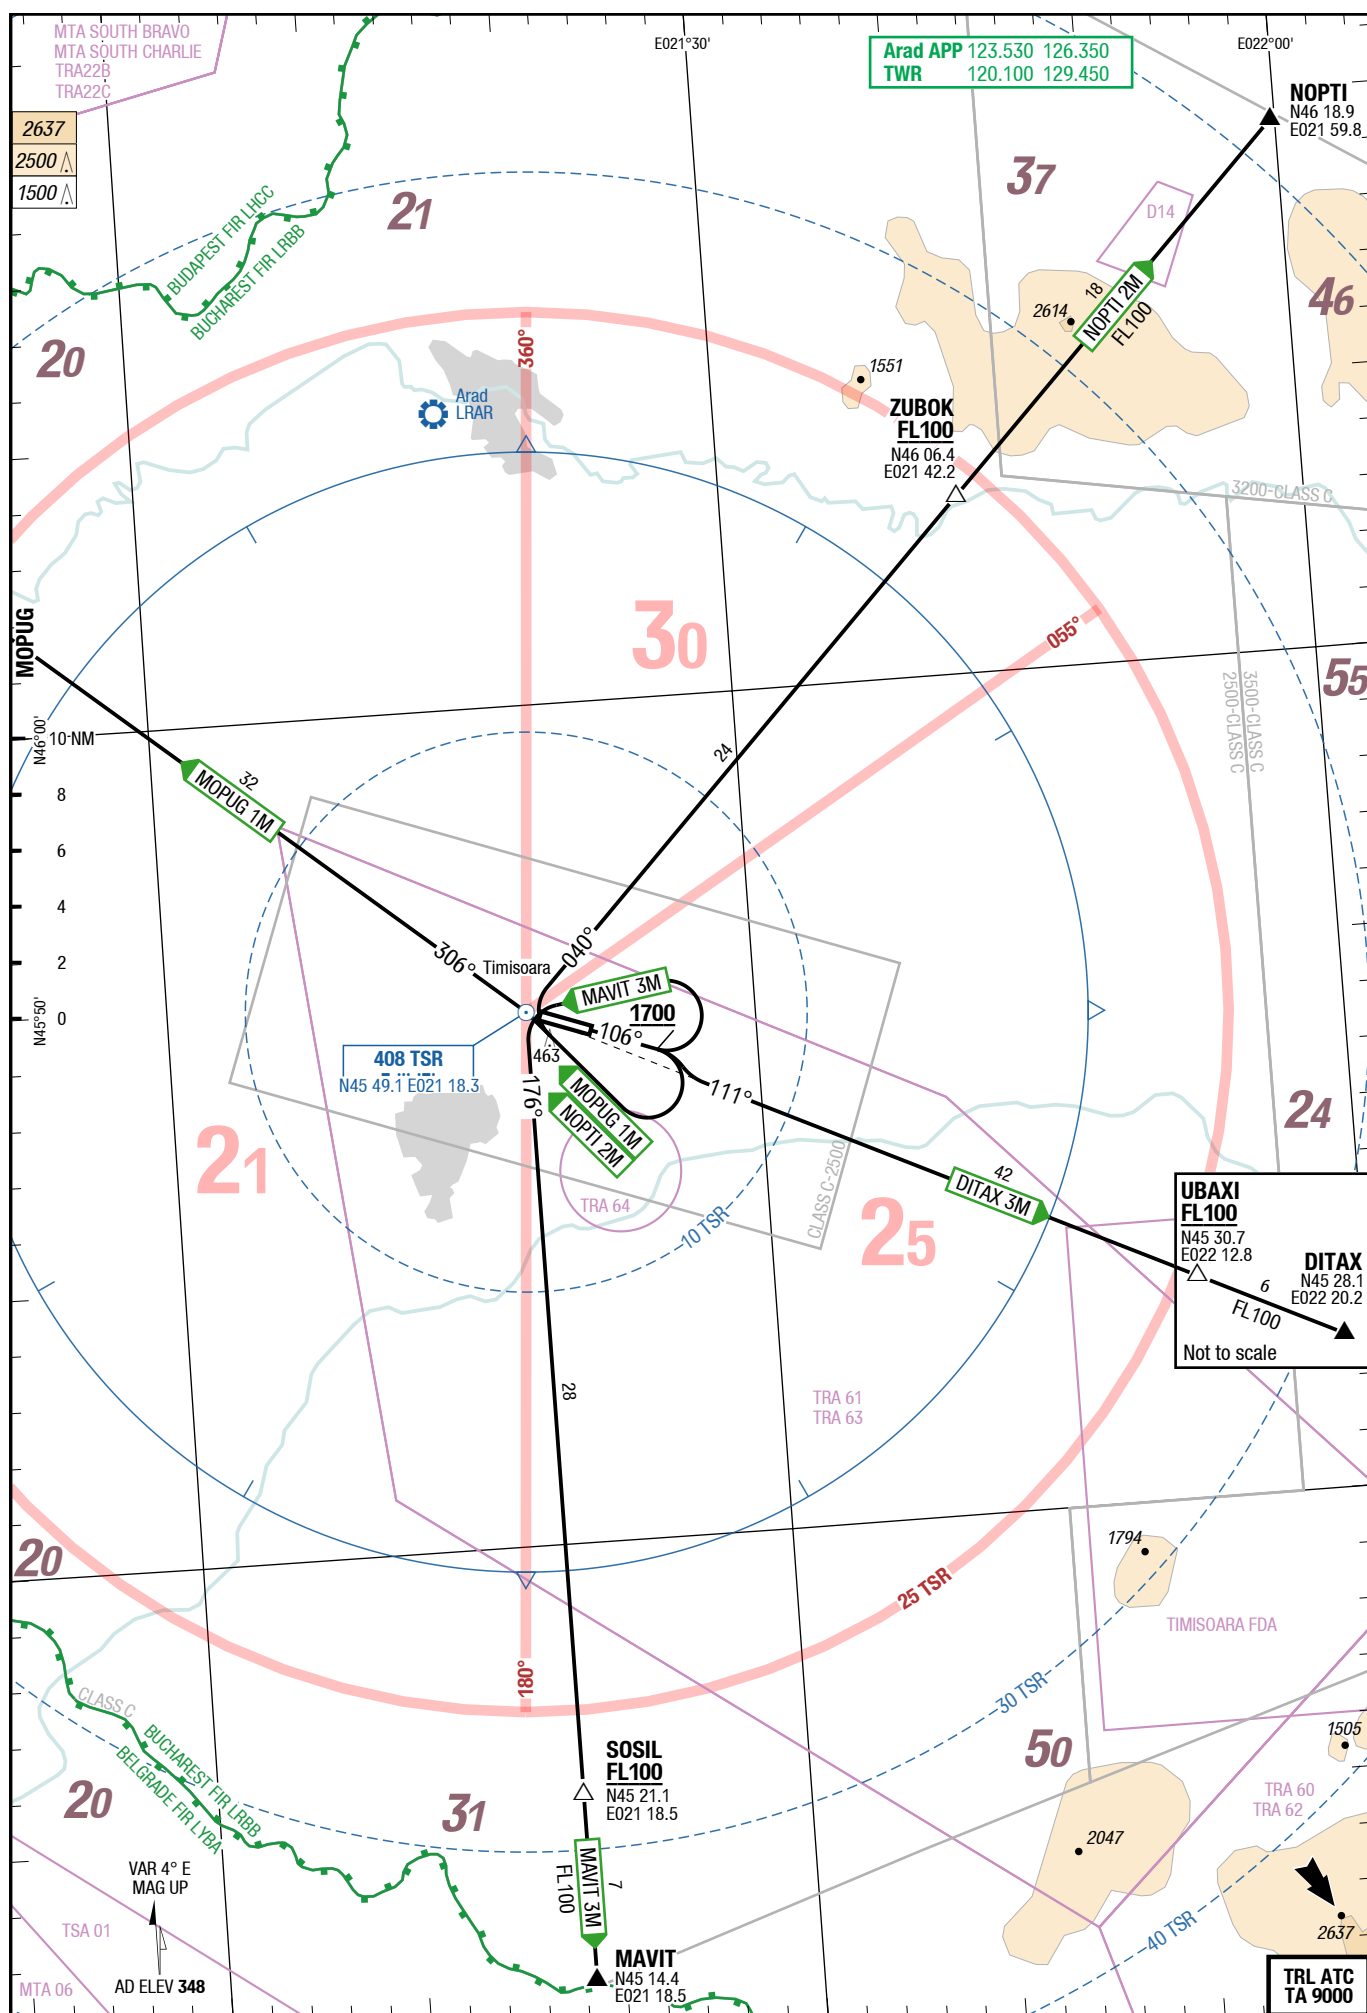 MTA SOUTH BRAVO
MTA SOUTH CHARLIE
TRA22B
TRA22C
E021°30'
Arad APP 123.530 126.350
TWR 120.100 129.450
E022°00'
NOPTI
N46 18.9
E021 59.8
2637
2500
1500
37
D14
21
BUDAPEST FIR LHCC
BUCHAREST FIR LRBB
46
18
NOPTI 2M
FL100
2614
20
360°
1551
Arad
LRAR
ZUBOK
FL100
N46 06.4
E021 42.2
3200-CLASS C
MOPUG
30
055°
55
3500-CLASS C
2500-CLASS C
N46°00'
10 NM
8
6
4
2
0
N45°50'
24
32
MOPUG 1M
306°
Timisoara
040°
MAVIT 3M
1700
106°
463
408 TSR
N45 49.1 E021 18.3
176°
MOPUG 1M
NOPTI 2M
111°
24
21
TRA 64
CLASS C-2500
42
DITAX 3M
UBAXI
FL100
N45 30.7
E022 12.8
DITAX
N45 28.1
E022 20.2
6
FL100
Not to scale
10 TSR
25
28
TRA 61
TRA 63
20
1794
25 TSR
TIMISOARA FDA
180°
30 TSR
CLASS C
BUCHAREST FIR LRBB
BELGRADE FIR LYBA
SOSIL
FL100
N45 21.1
E021 18.5
50
1505
20
31
TRA 60
TRA 62
2047
MAVIT 3M
7
FL100
VAR 4° E
MAG UP
TSA 01
40 TSR
2637
MTA 06
AD ELEV 348
MAVIT
N45 14.4
E021 18.5
TRL ATC
TA 9000